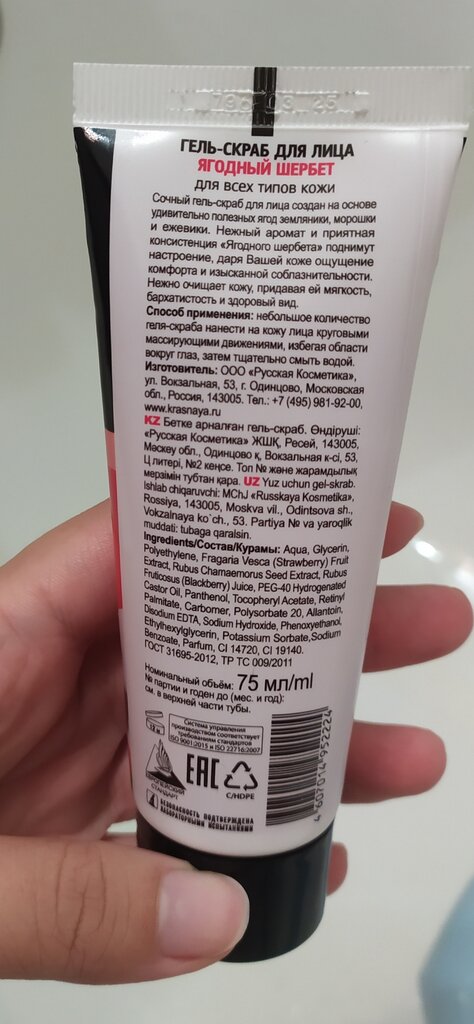 796 03 25
ГЕЛЬ-СКРАБ ДЛЯ ЛИЦА
ЯГОДНЫЙ ШЕРБЕТ
ДЛЯ ВСЕХ ТИПОВ КОЖИ
Сочный гель-скраб для лица создан на основе
удивительно полезных ягод земляники, морошки
и ежевики. Нежный аромат и приятная
консистенция «Ягодного шербета» поднимут
настроение, даря Вашей коже ощущение
комфорта и изысканной соблазнительности.
Нежно очищает кожу, придавая ей мягкость,
бархатистость и здоровый вид.
Способ применения: небольшое количество
геля-скраба нанести на кожу лица круговыми
массирующими движениями, избегая области
вокруг глаз, затем тщательно смыть водой.
Изготовитель: ООО «Русская Косметика»,
ул. Вокзальная, 53, г. Одинцово, Московская
обл., Россия, 143005. Тел.: +7 (495) 981-92-00,
www.krasnaya.ru
KZ Бетке арналған гель-скраб. Өндіруші:
«Русская Косметика» ЖШҚ, Ресей, 143005,
Мәскеу обл., Одинцово қ, Вокзальная к-сі, 53,
Ц литері, №2 кеңсе. Топ № және жарамдылық
мерзімін тубтан қара. UZ Yuz uchun gel-skrab.
Ishlab chiqaruvchi: MChJ «Russkaya Kosmetika»,
Rossiya, 143005, Moskva vil., Odintsova sh.,
Vokzalnaya ko`ch., 53. Partiya № va yaroqlik
muddati: tubaga qaralsin.
Ingredients/Состав/Курамы: Aqua, Glycerin,
Polyethylene, Fragaria Vesca (Strawberry) Fruit
Extract, Rubus Chamaemorus Seed Extract, Rubus
Fruticosus (Blackberry) Juice, PEG-40 Hydrogenated
Castor Oil, Panthenol, Tocopheryl Acetate, Retinyl
Palmitate, Carbomer, Polysorbate 20, Allantoin,
Disodium EDTA, Sodium Hydroxide, Phenoxyethanol,
Ethylhexylglycerin, Potassium Sorbate, Sodium
Benzoate, Parfum, CI 14720, CI 19140.
ГОСТ 31695-2012, ТР ТС 009/2011
Номинальный объём: 75 мл/ml
№ партии и годен до (мес. и год):
см. в верхней части тубы.
Система управления
производством соответствует
требованиям стандартов
ISO 9001:2015 и ISO 22716:2007
ЕВРОПЕЙСКИЙ
СТАНДАРТ
EAC
C/HDPE
БЕЗОПАСНОСТЬ ПОДТВЕРЖДЕНА
ЛАБОРАТОРНЫМИ ИСПЫТАНИЯМИ
4 607014 952224